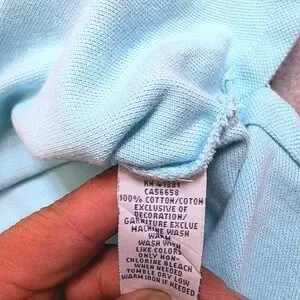 RN 41381
CA56658
100% COTTON/COTON
EXCLUSIVE OF
DECORATION/
GARNITURE EXCLUE
MACHINE WASH
WARM
WASH WITH
LIKE COLORS
ONLY NON-
CHLORINE BLEACH
WHEN NEEDED
TUMBLE DRY LOW
WARM IRON IF NEEDED